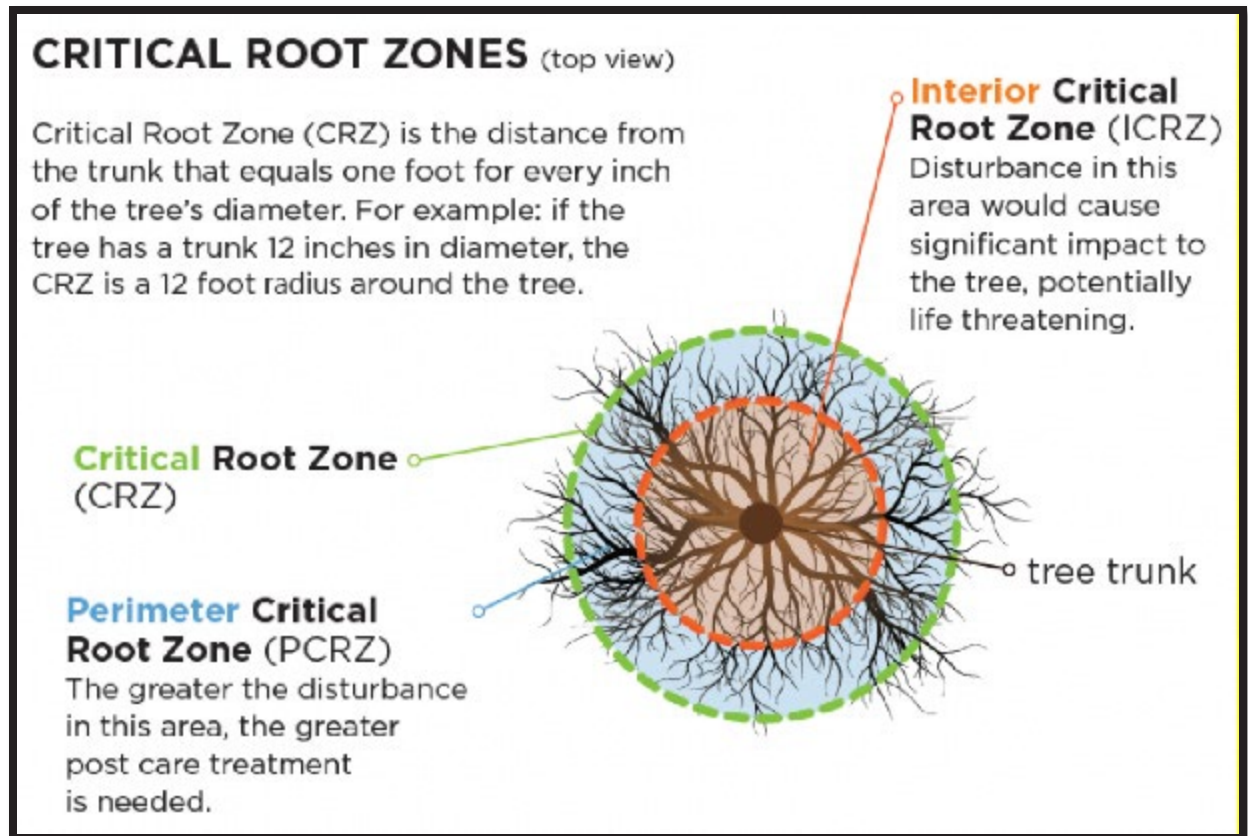 CRITICAL ROOT ZONES (top view)
Critical Root Zone (CRZ) is the distance from
the trunk that equals one foot for every inch
of the tree's diameter. For example: if the
tree has a trunk 12 inches in diameter, the
CRZ is a 12 foot radius around the tree.
Interior Critical
Root Zone (ICRZ)
Disturbance in this
area would cause
significant impact to
the tree, potentially
life threatening.
Critical Root Zone
(CRZ)
Perimeter Critical
Root Zone (PCRZ)
The greater the disturbance
in this area, the greater
post care treatment
is needed.
tree trunk